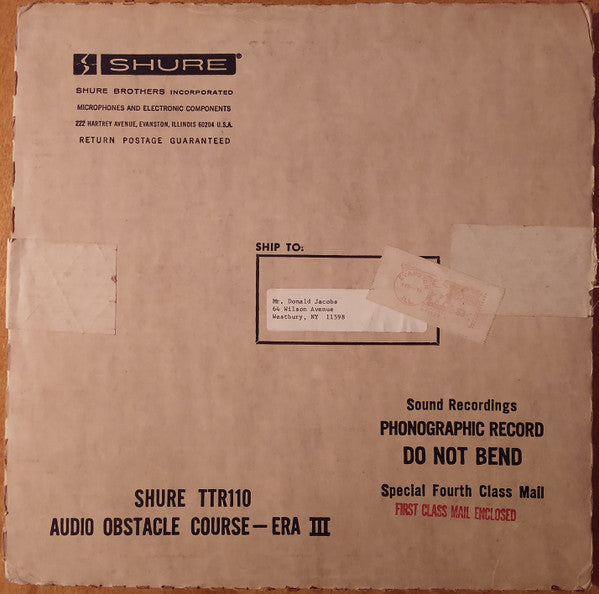 SHURE®
SHURE BROTHERS INCORPORATED
MICROPHONES AND ELECTRONIC COMPONENTS
222 HARTREY AVENUE, EVANSTON, ILLINOIS 60204 U.S.A.
RETURN POSTAGE GUARANTEED
SHIP TO:
Mr. Donald Jacobs
64 Wilson Avenue
Westbury, NY 11598
Sound Recordings
PHONOGRAPHIC RECORD
DO NOT BEND
Special Fourth Class Mail
FIRST CLASS MAIL ENCLOSED
SHURE TTR110
AUDIO OBSTACLE COURSE—ERA III